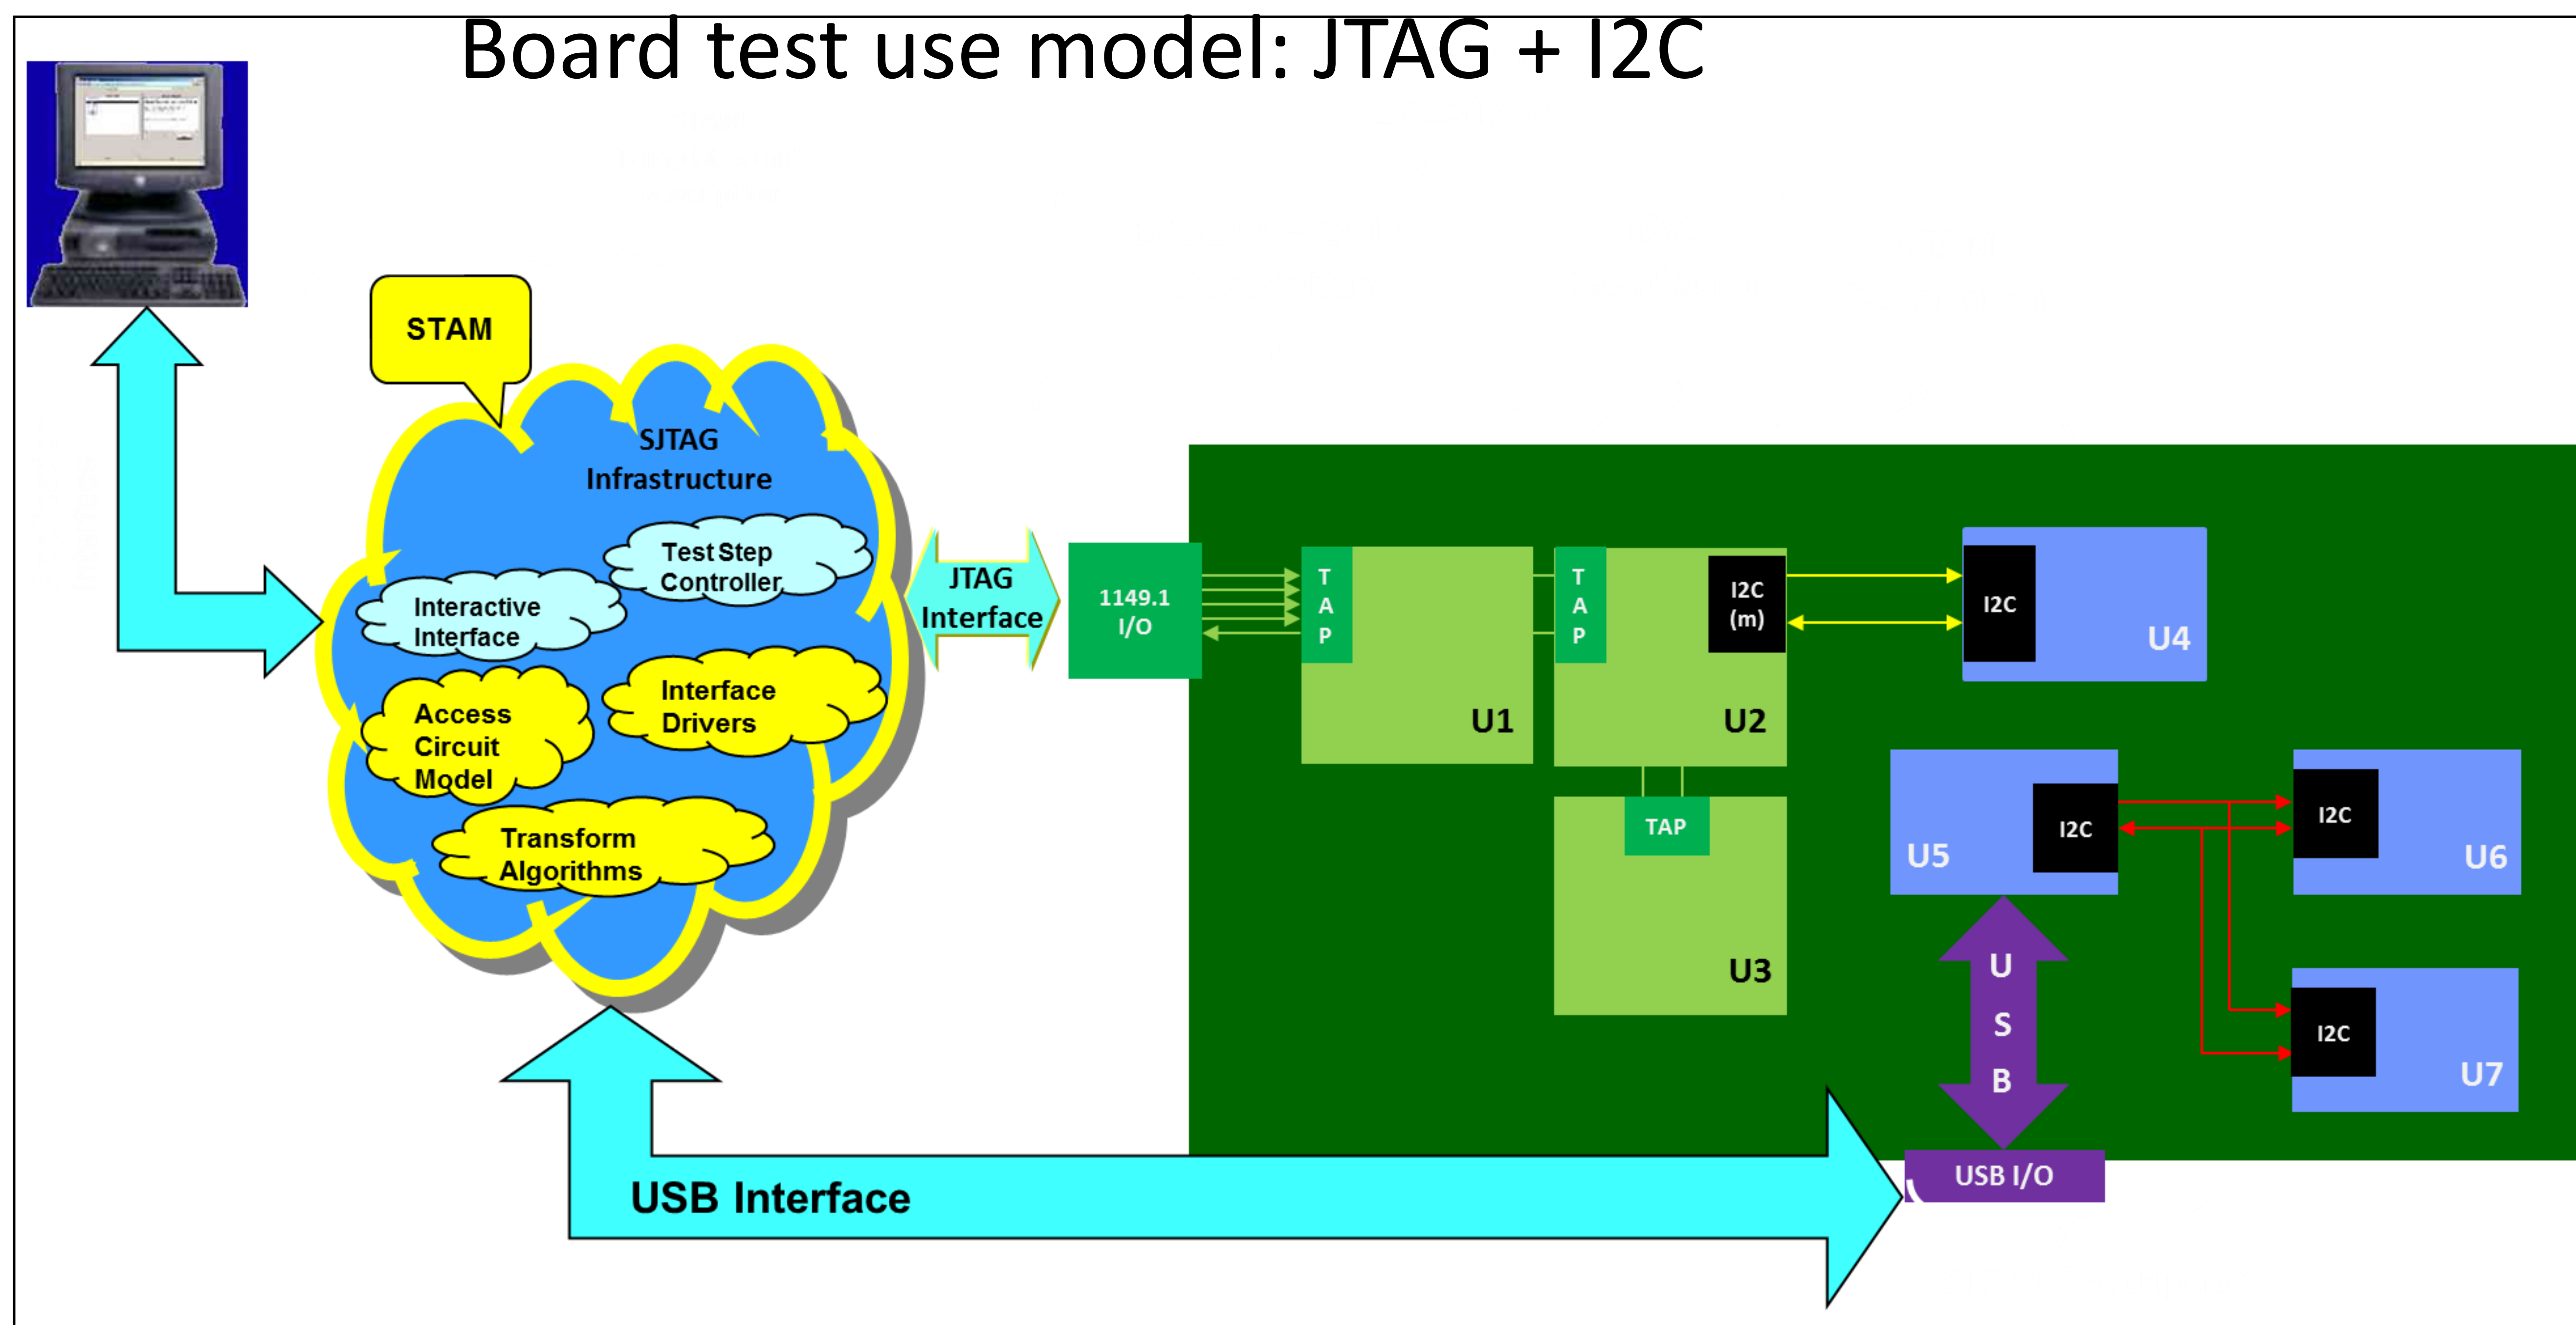 Board test use model: JTAG + I2C
STAM
SJTAG
Infrastructure
Test Step
Controller
Interactive
Interface
Access
Circuit
Model
Interface
Drivers
Transform
Algorithms
JTAG
Interface
1149.1
I/O
T
A
P
U1
T
A
P
I2C
(m)
U2
I2C
U4
TAP
U3
U5
I2C
I2C
U6
I2C
U7
U
S
B
USB I/O
USB Interface